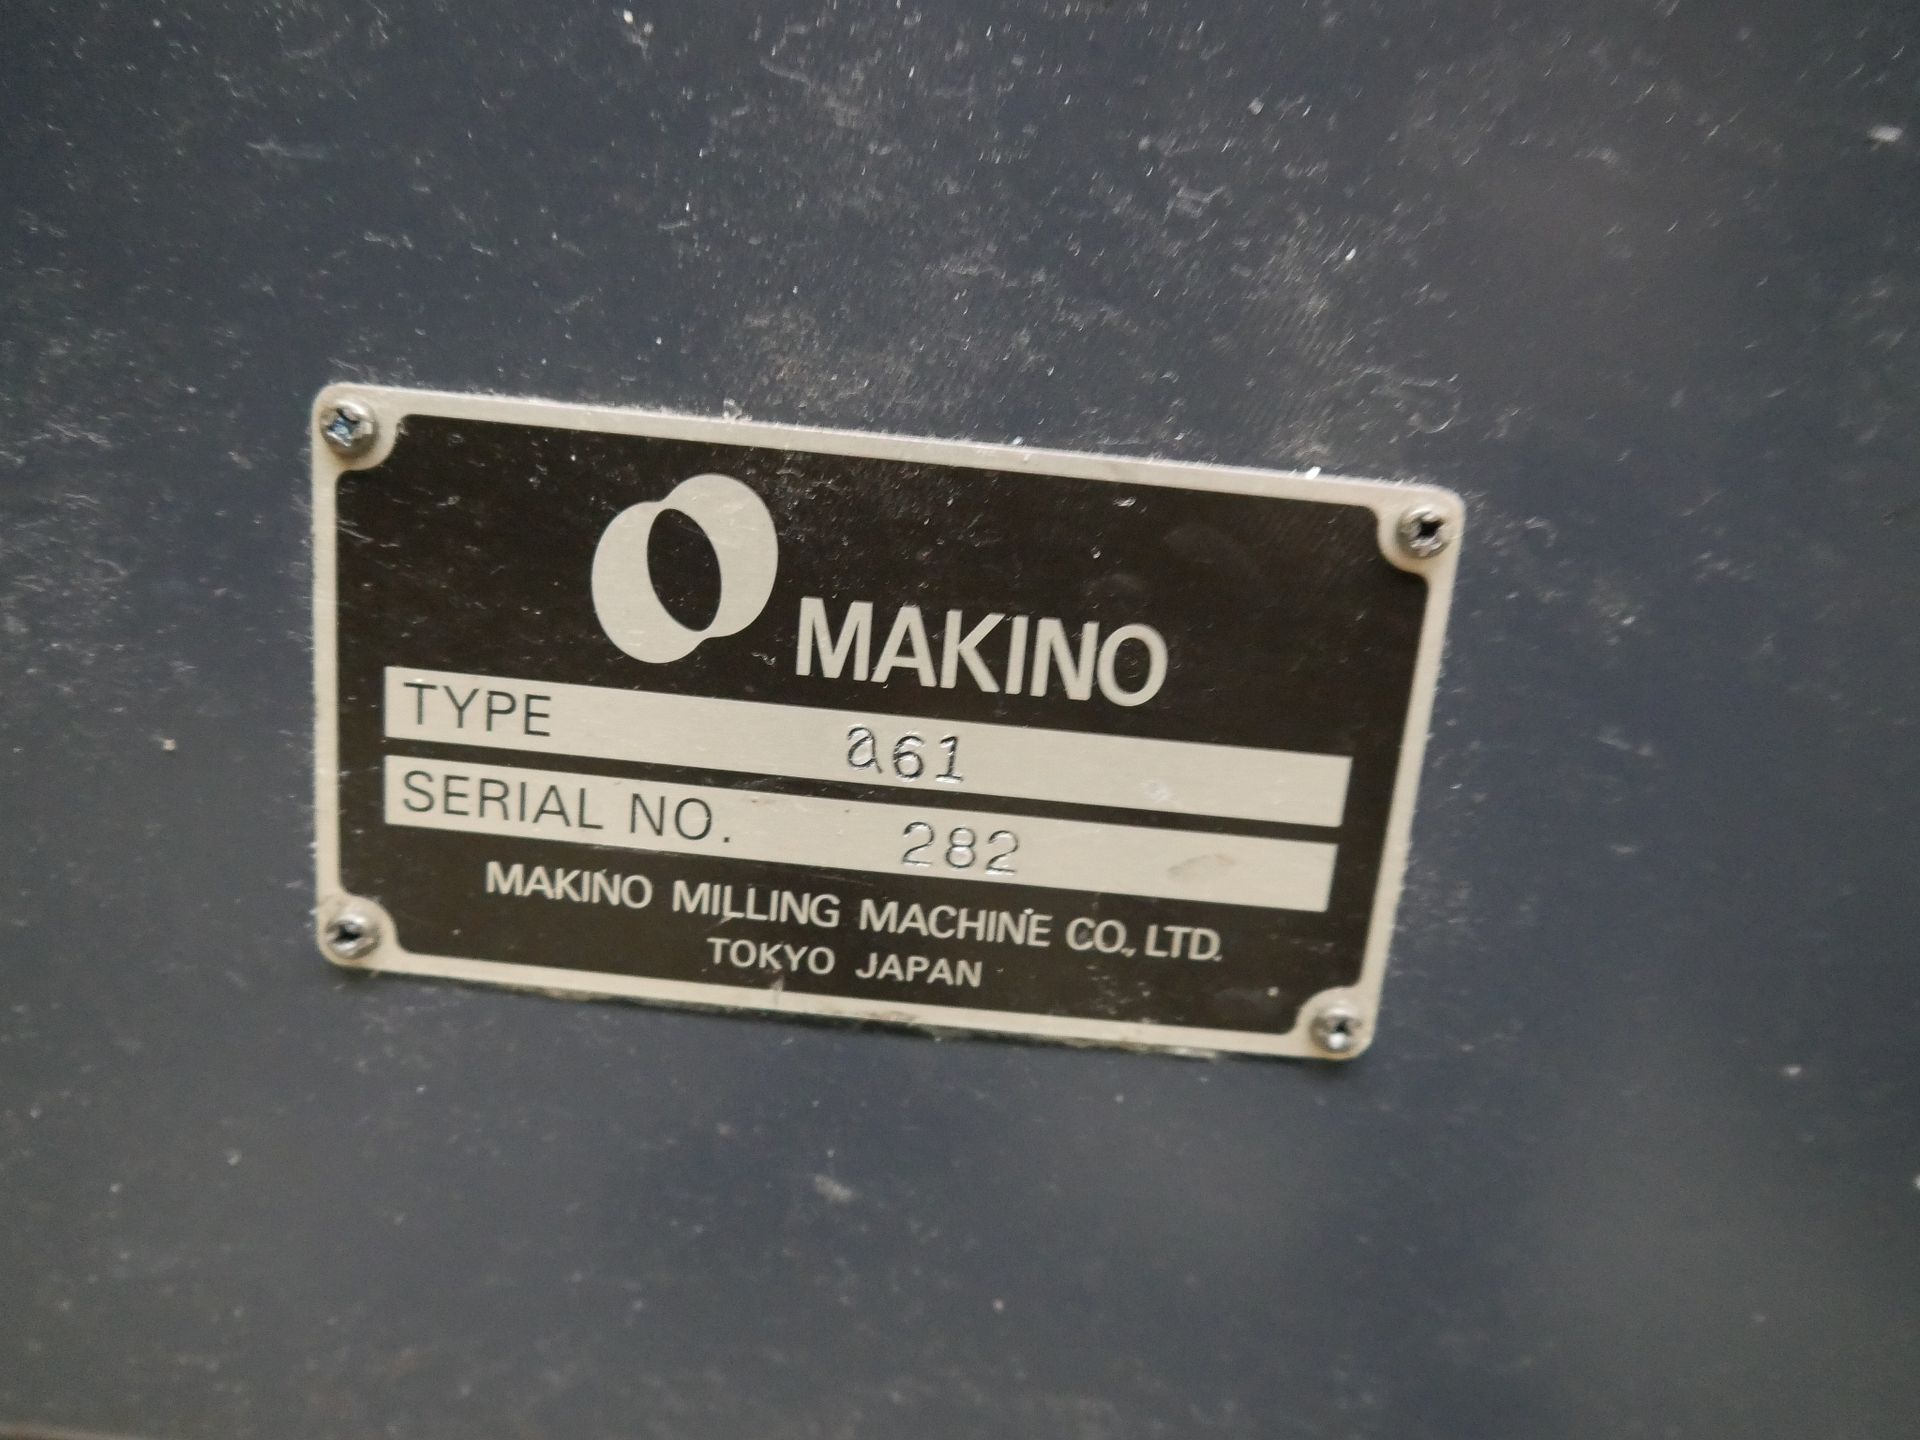 MAKINO
TYPE a61
SERIAL NO. 282
MAKINO MILLING MACHINE CO., LTD.
TOKYO JAPAN